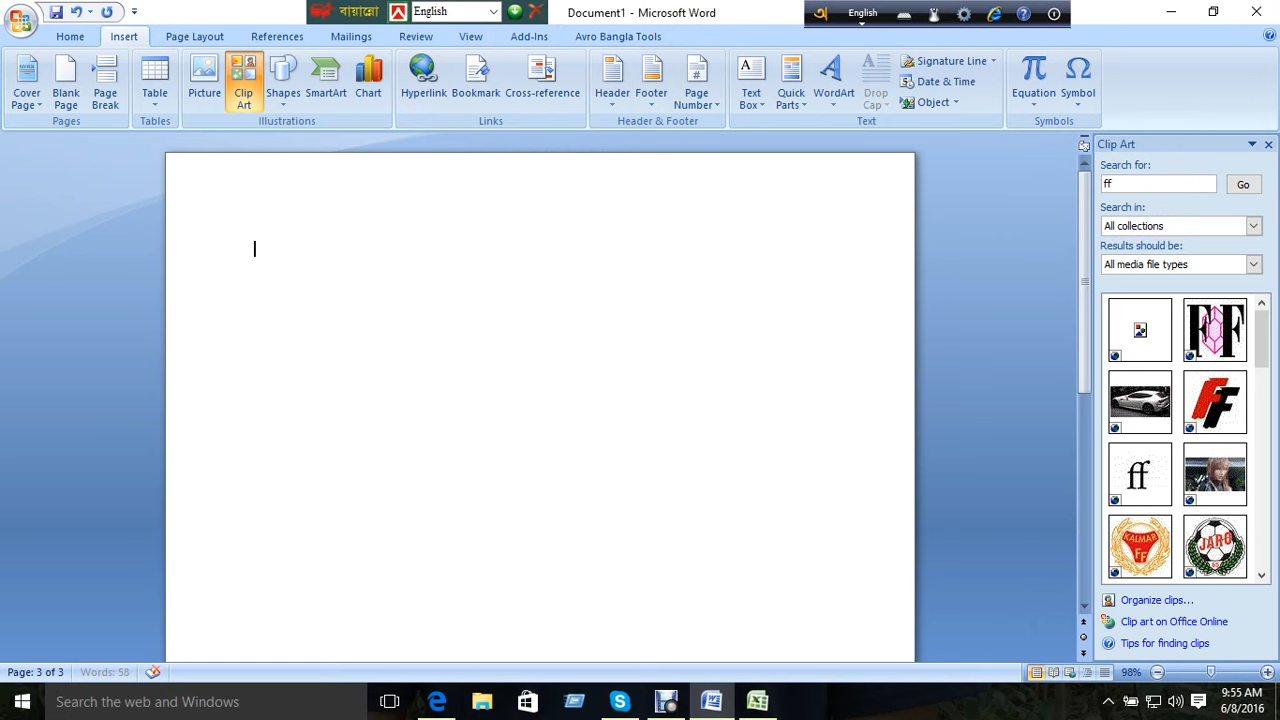 বায়ান্নো English Document1 - Microsoft Word English
Home Insert Page Layout References Mailings Review View Add-Ins Avro Bangla Tools
Cover Page Blank Page Page Break Table Picture Clip Art Shapes SmartArt Chart Hyperlink Bookmark Cross-reference Header Footer Page Number Text Box Quick Parts WordArt Drop Cap Signature Line Date & Time Object Equation Symbol
Pages Tables Illustrations Links Header & Footer Text Symbols
Clip Art
Search for:
ff Go
Search in:
All collections
Results should be:
All media file types
FF
FF
ff
KALMAR FF
JARO
Organize clips...
Clip art on Office Online
Tips for finding clips
Page: 3 of 3 Words: 58 98%
Search the web and Windows
9:55 AM
6/8/2016